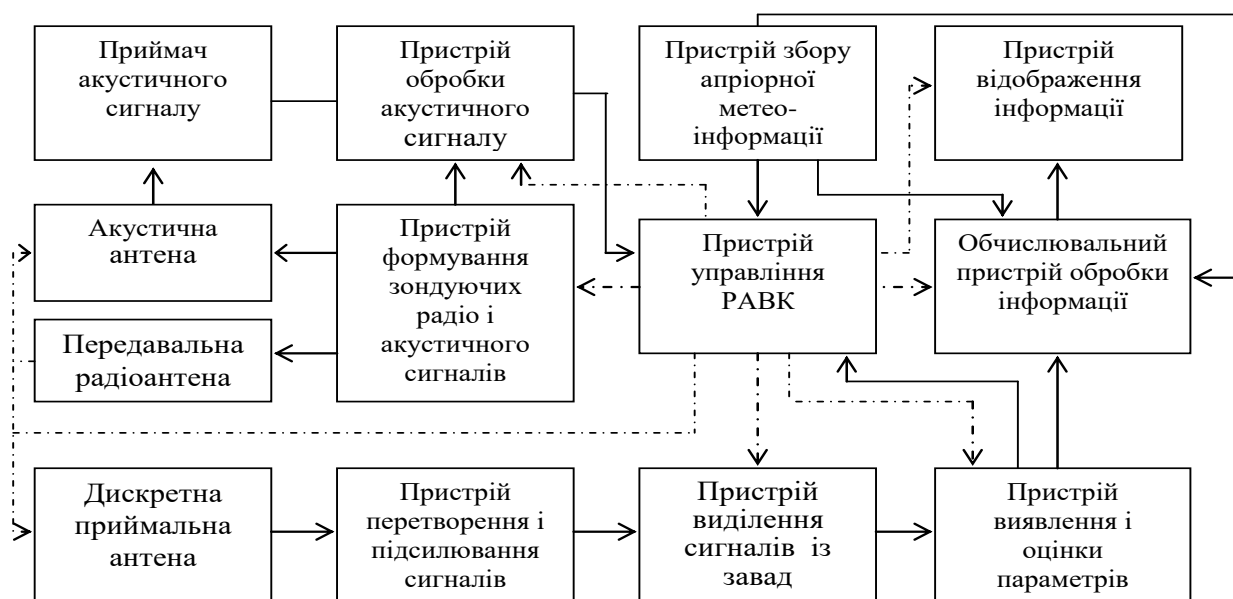 Приймач
акустичного
сигналу
Пристрій
обробки
акустичного
сигналу
Пристрій збору
апріорної
метео-
інформації
Пристрій
відображення
інформації
Акустична
антена
Пристрій
формування
зондуючих
радіо і
акустичного
сигналів
Пристрій
управління
РАВК
Обчислювальний
пристрій обробки
інформації
Передавальна
радіоантена
Дискретна
приймальна
антена
Пристрій
перетворення і
підсилювання
сигналів
Пристрій
виділення
сигналів із
завад
Пристрій
виявлення і
оцінки
параметрів